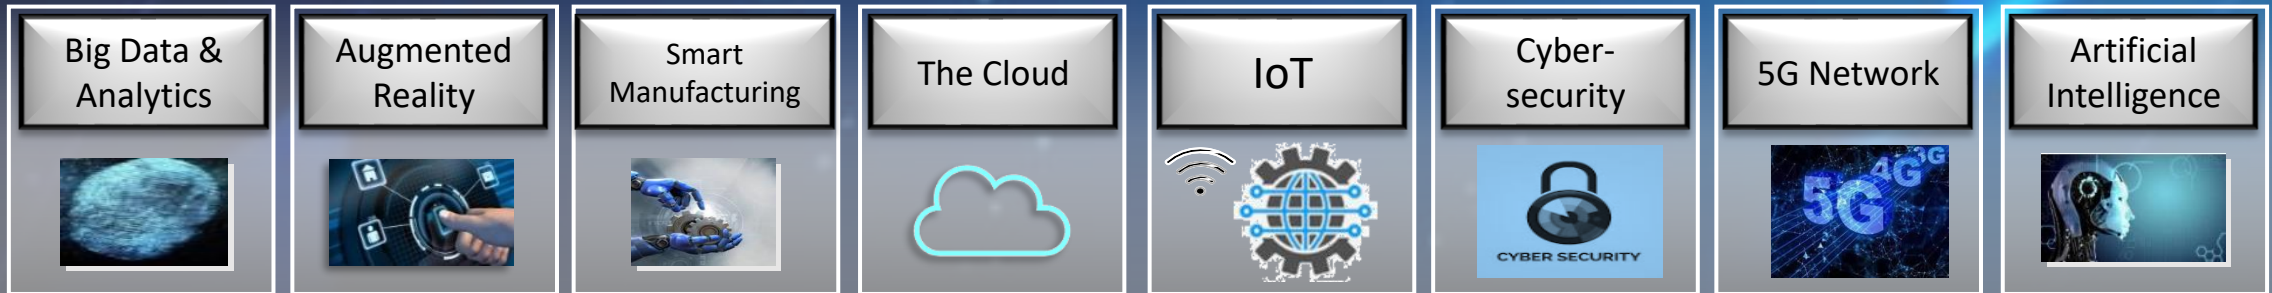 Big Data &
Analytics
Augmented
Reality
Smart
Manufacturing
The Cloud
IoT
Cyber-
security
5G Network
Artificial
Intelligence
CYBER SECURITY
5G
4G
3G